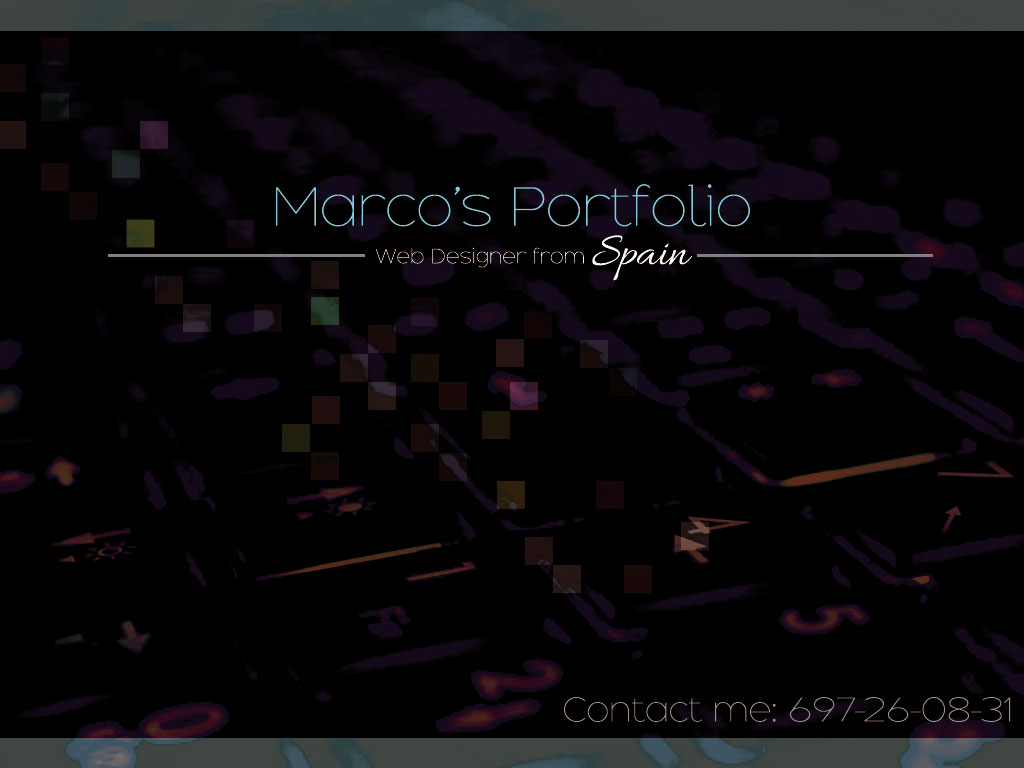 Marco's Portfolio
Web Designer from Spain
Contact me: 697-26-08-31